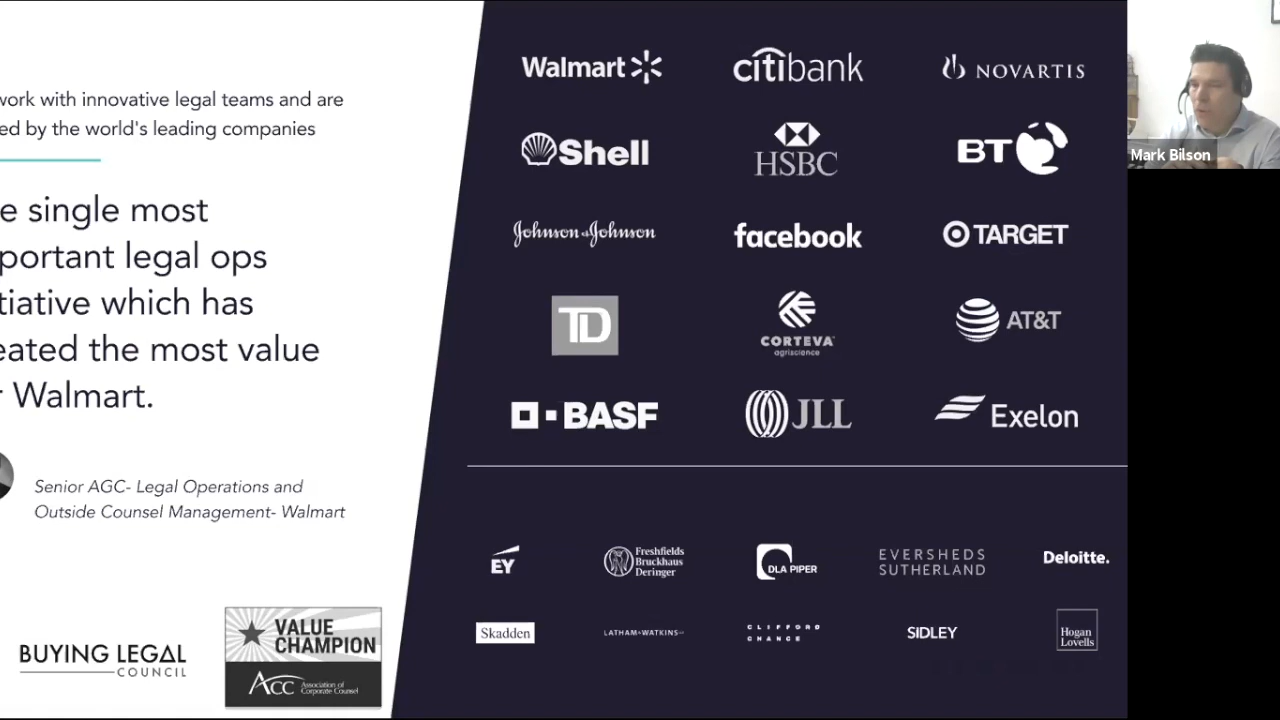 work with innovative legal teams and are
ed by the world's leading companies
e single most
portant legal ops
tiative which has
eated the most value
r Walmart.
Senior AGC- Legal Operations and
Outside Counsel Management- Walmart
BUYING LEGAL
COUNCIL
VALUE
CHAMPION
ACC Association of
Corporate Counsel
Walmart
citibank
NOVARTIS
Shell
HSBC
BT
Johnson & Johnson
facebook
TARGET
TD
CORTEVA
agriscience
AT&T
BASF
JLL
Exelon
EY
Freshfields
Bruckhaus
Deringer
DLA PIPER
EVERSHEDS
SUTHERLAND
Deloitte.
Skadden
LATHAM & WATKINS LLP
CLIFFORD
CHANCE
SIDLEY
Hogan
Lovells
Mark Bilson